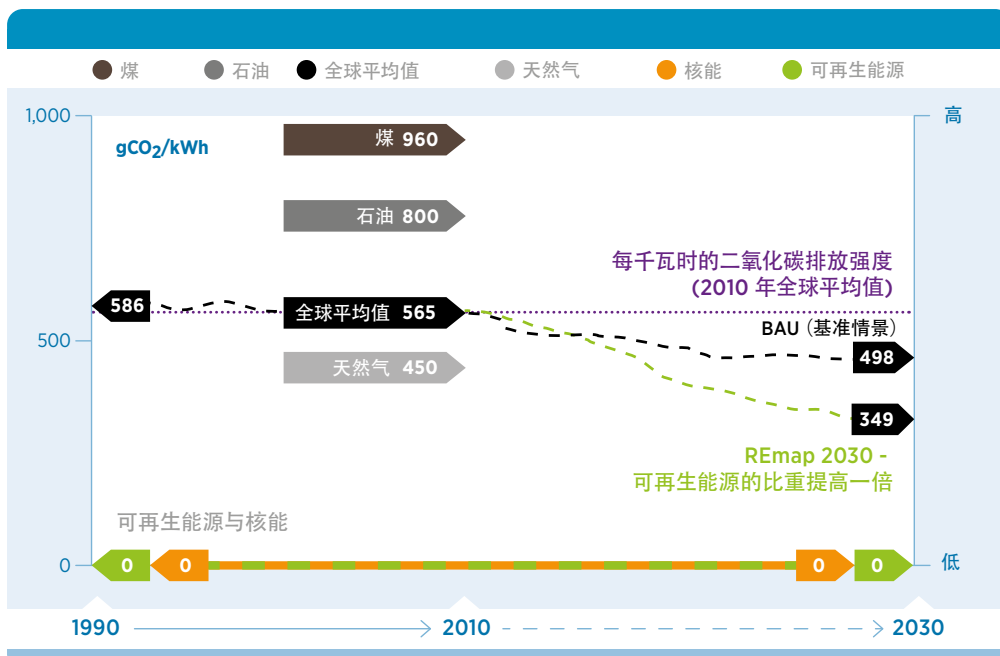 煤 石油 全球平均值 天然气 核能 可再生能源
1,000 高
gCO2/kWh
煤 960
石油 800
每千瓦时的二氧化碳排放强度
(2010 年全球平均值)
586
全球平均值 565
BAU（基准情景）
500
498
天然气 450
349
REmap 2030 -
可再生能源的比重提高一倍
可再生能源与核能
0 0 0 0 0 低
1990 2010 2030